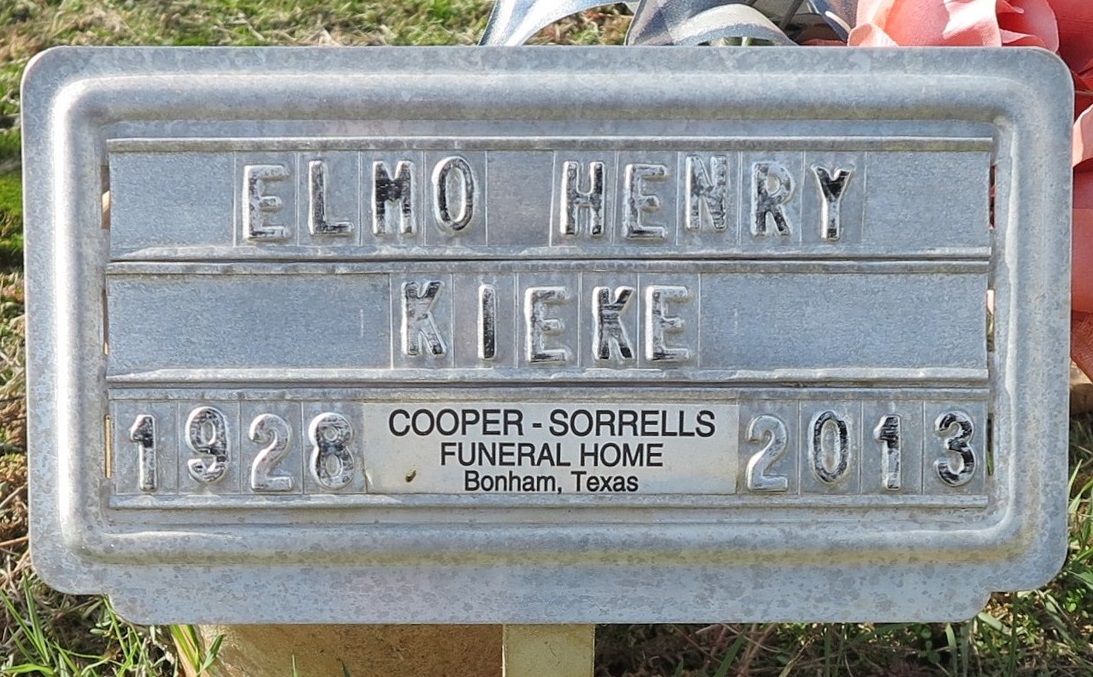 ELMO HENRY
KIEKE
1928
COOPER - SORRELLS
FUNERAL HOME
Bonham, Texas
2013